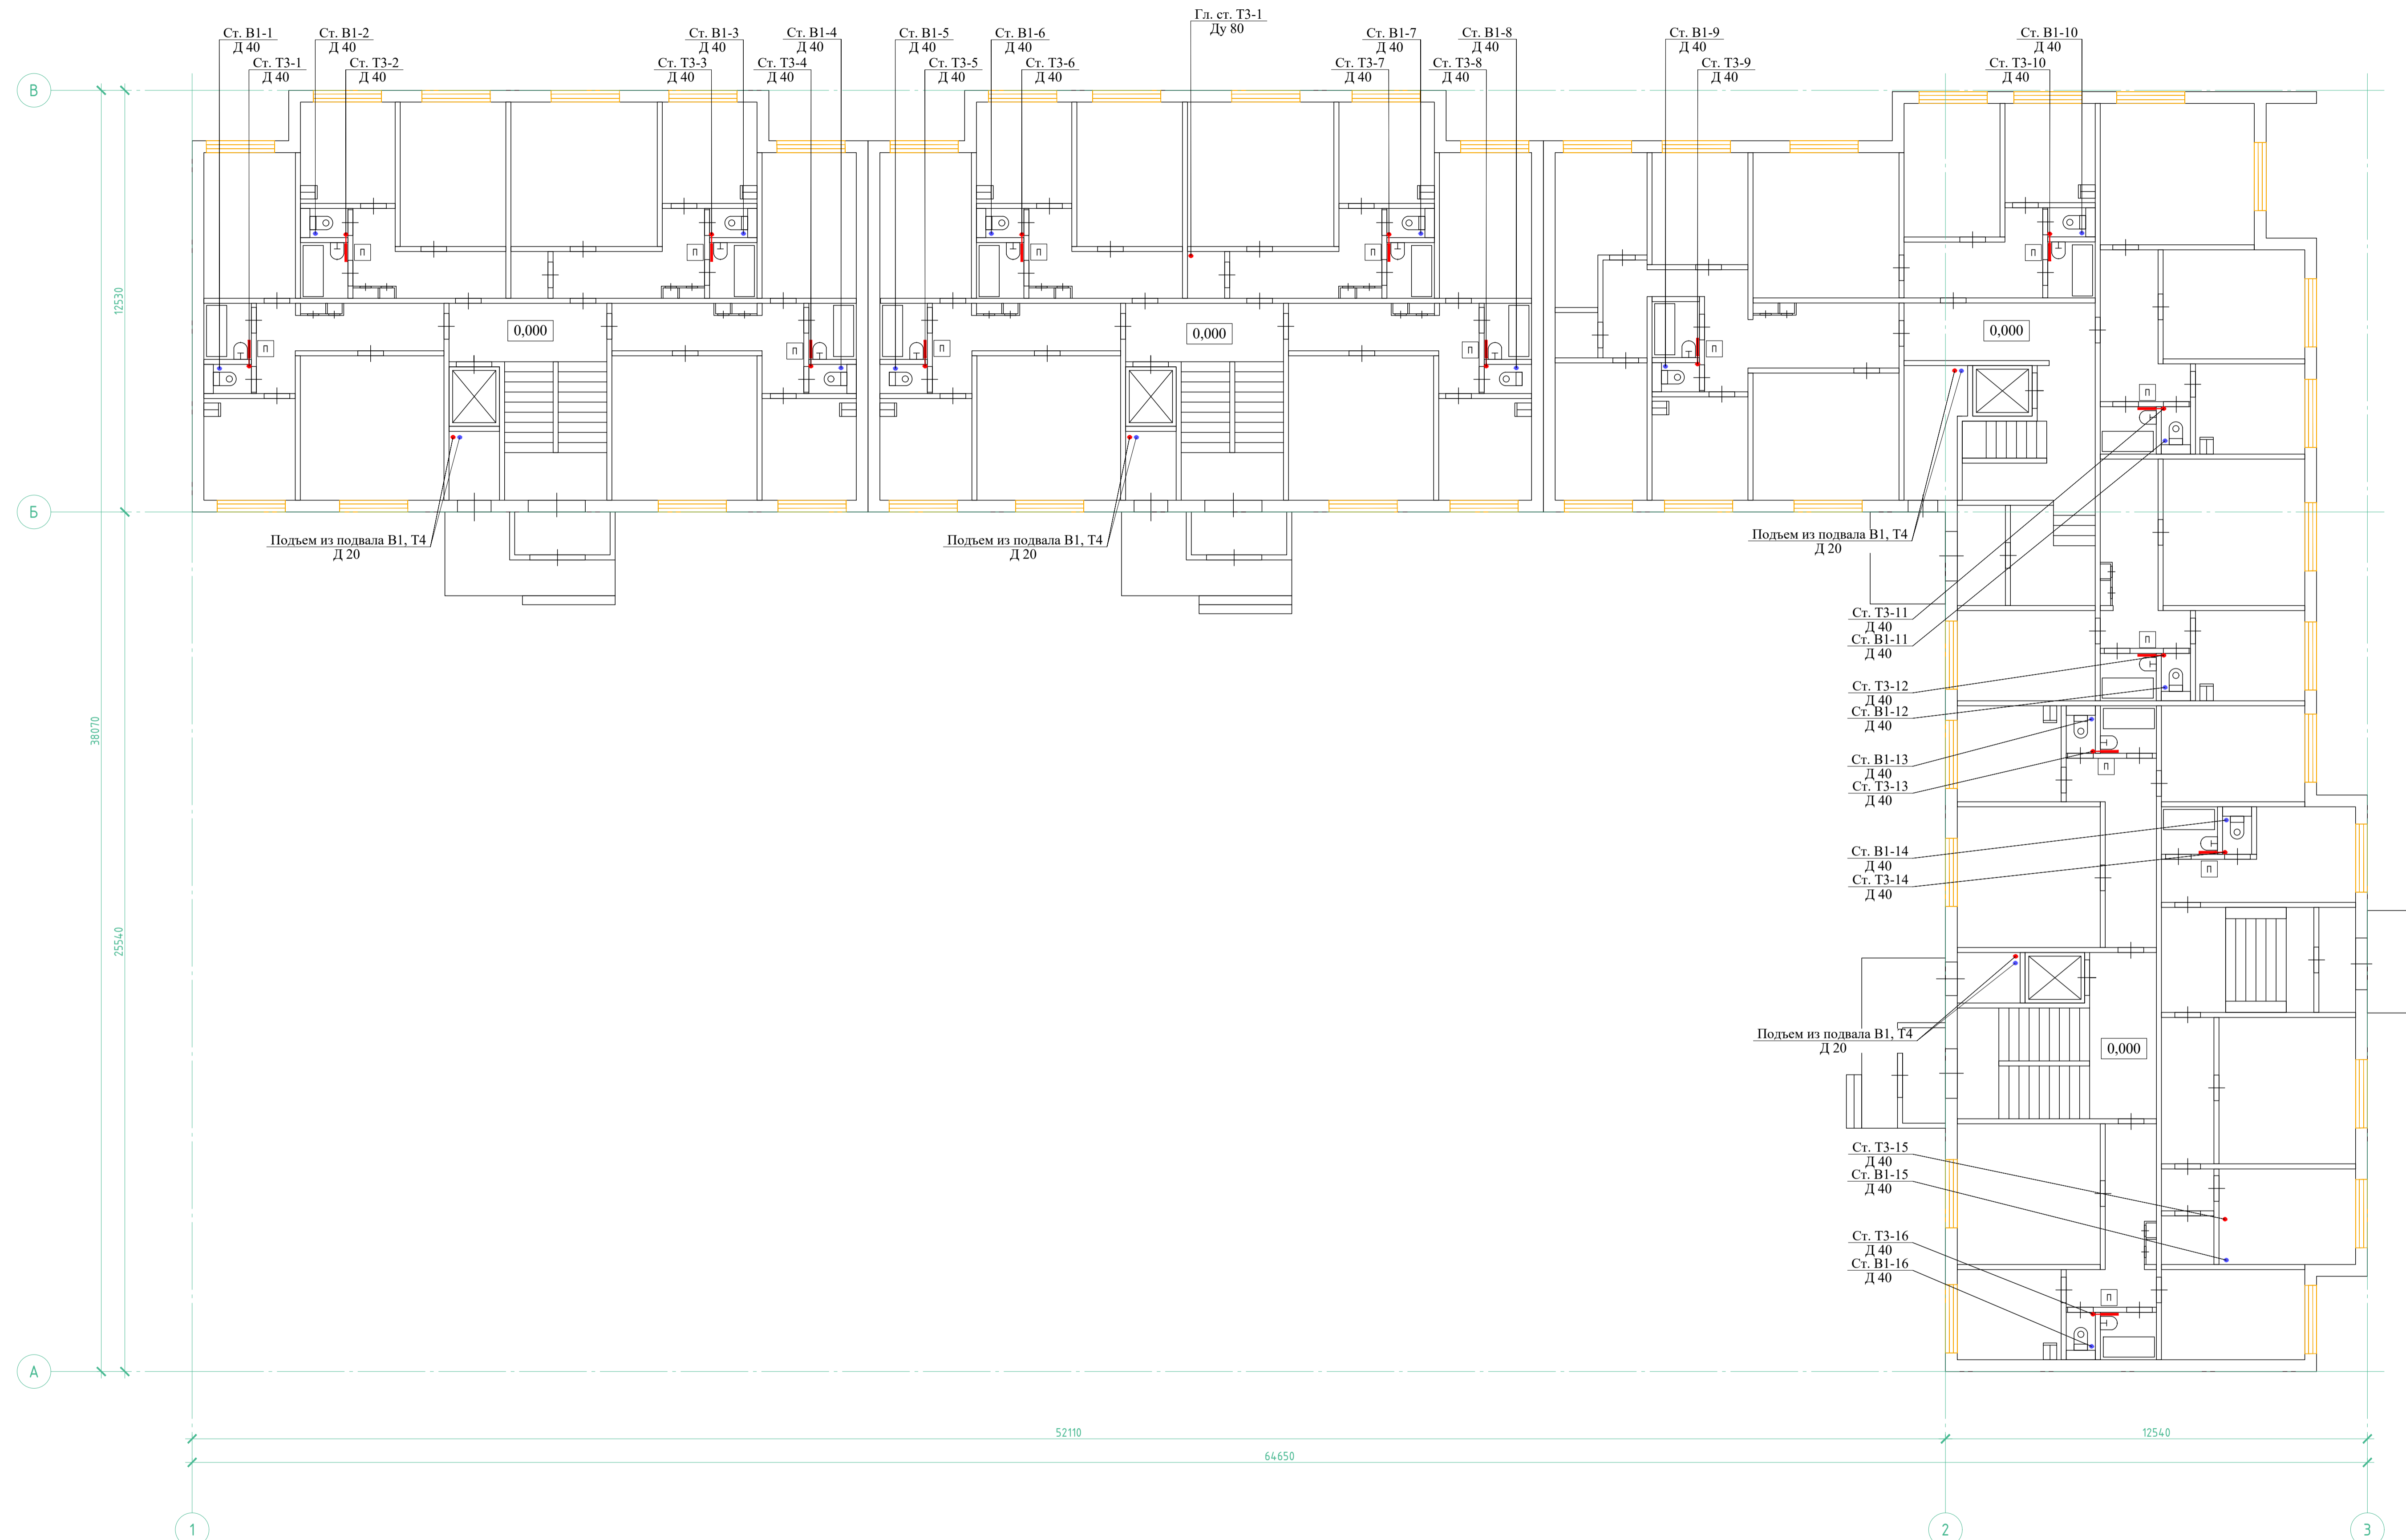 Гл. ст. Т3-1
Ду 80
Ст. В1-1
Д 40
Ст. В1-2
Д 40
Ст. В1-3
Д 40
Ст. В1-4
Д 40
Ст. В1-5
Д 40
Ст. В1-6
Д 40
Ст. В1-7
Д 40
Ст. В1-8
Д 40
Ст. В1-9
Д 40
Ст. В1-10
Д 40
Ст. Т3-1
Д 40
Ст. Т3-2
Д 40
Ст. Т3-3
Д 40
Ст. Т3-4
Д 40
Ст. Т3-5
Д 40
Ст. Т3-6
Д 40
Ст. Т3-7
Д 40
Ст. Т3-8
Д 40
Ст. Т3-9
Д 40
Ст. Т3-10
Д 40
В
П
П
П
П
П
12530
0,000
0,000
0,000
П
П
П
П
П
П
Б
Подъем из подвала В1, Т4
Д 20
Подъем из подвала В1, Т4
Д 20
Подъем из подвала В1, Т4
Д 20
Ст. Т3-11
Д 40
Ст. В1-11
Д 40
П
Ст. Т3-12
Д 40
Ст. В1-12
Д 40
38070
Ст. В1-13
Д 40
П
Ст. Т3-13
Д 40
Ст. В1-14
Д 40
П
Ст. Т3-14
Д 40
25540
Подъем из подвала В1, Т4
Д 20
0,000
Ст. Т3-15
Д 40
Ст. В1-15
Д 40
Ст. Т3-16
Д 40
Ст. В1-16
Д 40
П
А
52110
12540
64650
1
2
3